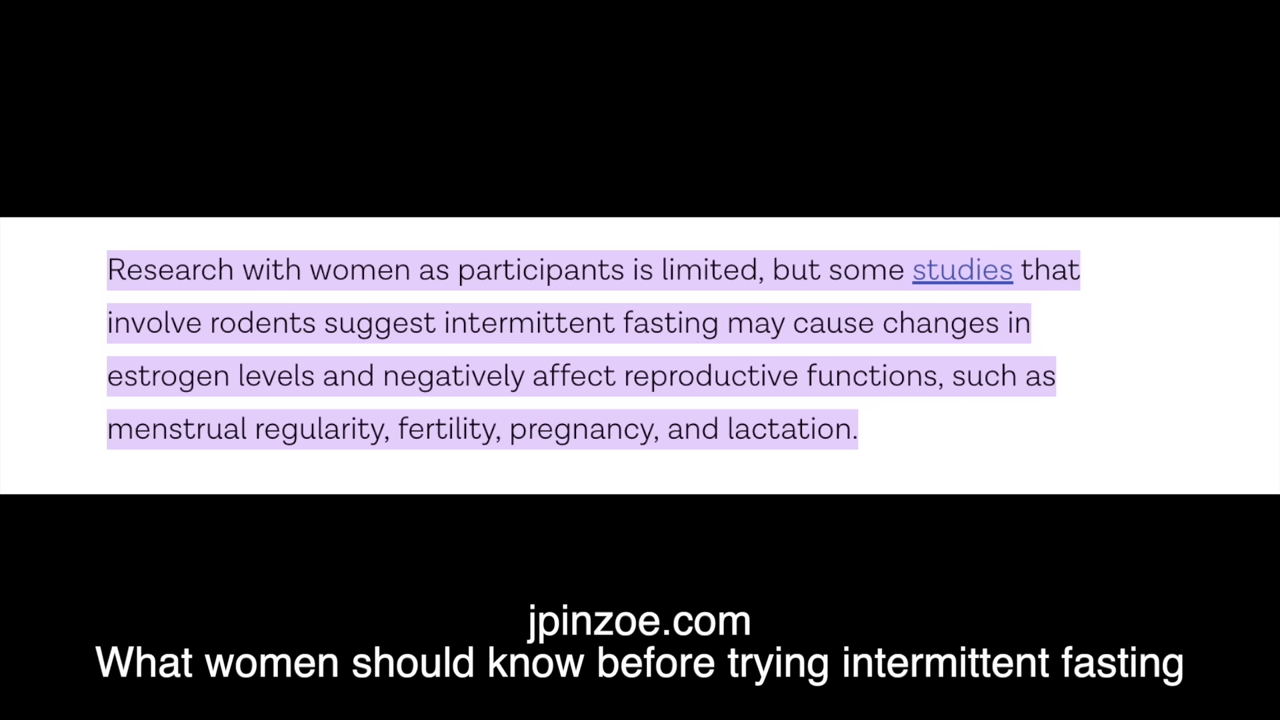 Research with women as participants is limited, but some studies that
involve rodents suggest intermittent fasting may cause changes in
estrogen levels and negatively affect reproductive functions, such as
menstrual regularity, fertility, pregnancy, and lactation.
jpinzoe.com
What women should know before trying intermittent fasting